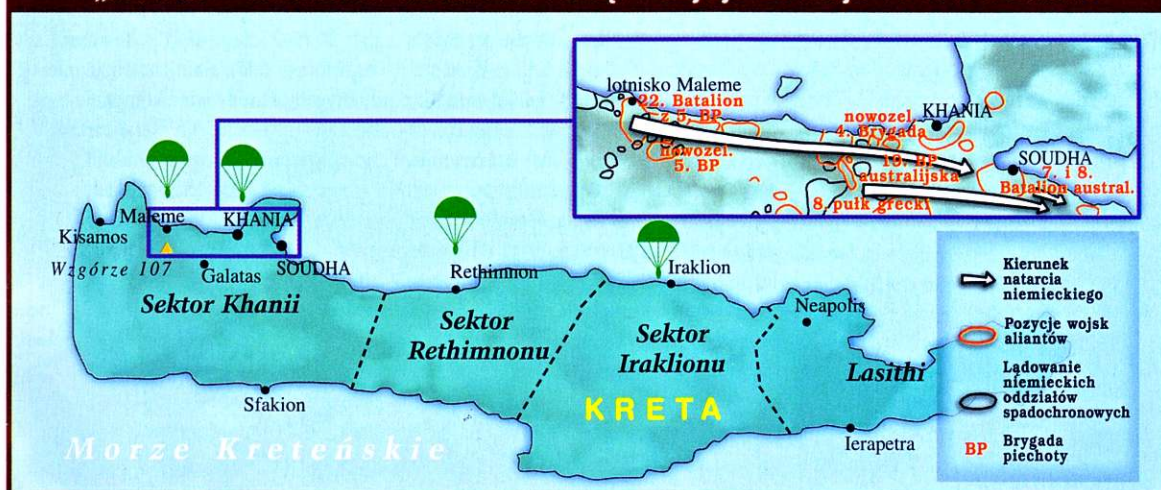 lotnisko Maleme
22. Batalion
z 5. BP
nowozel.
5. BP
nowozel.
4. Brygada
KHANIA
19. BP
australijska
SOUDHA
7. i 8.
Batalion austral.
8. pułk grecki
Maleme
Kisamos
KHANIA
Wzgórze 107
Galatas
SOUDHA
Sektor Khanii
Rethimnon
Sektor
Rethimnonu
Iraklion
Sektor
Iraklionu
Neapolis
Lasithi
KRETA
Sfakion
Ierapetra
Morze Kreteńskie
Kierunek
natarcia
niemieckiego
Pozycje wojsk
aliantów
Lądowanie
niemieckich
oddziałów
spadochronowych
BP
Brygada
piechoty